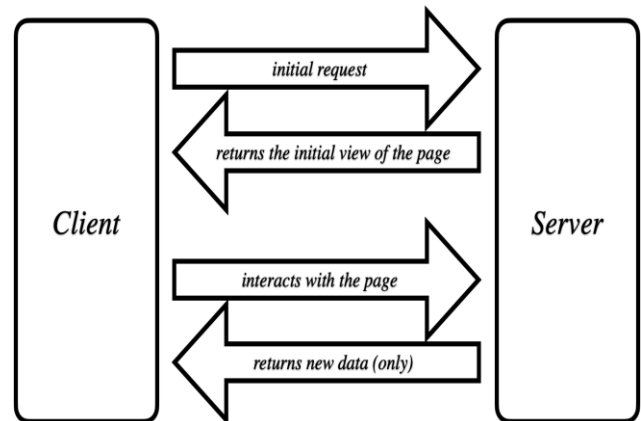 initial request
returns the initial view of the page
Client
Server
interacts with the page
returns new data (only)